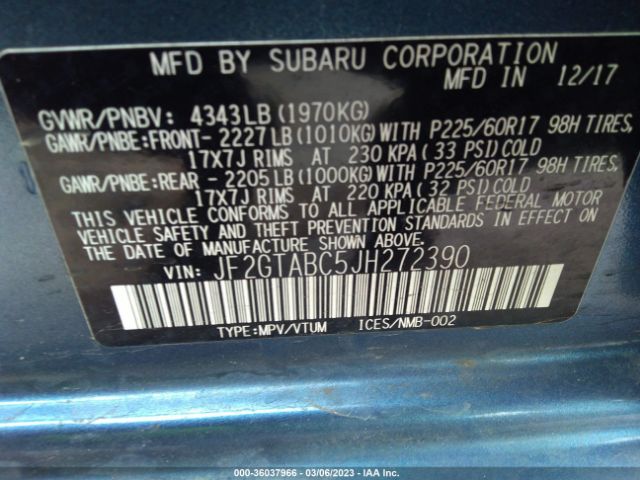 MFD BY SUBARU CORPORATION
MFD IN 12/17
GVWR/PNBV: 4343LB (1970KG)
GAWR/PNBE:FRONT- 2227LB (1010KG) WITH P225/60R17 98H TIRES,
17X7J RIMS AT 230 KPA (33 PSI) COLD
GAWR/PNBE:REAR - 2205LB (1000KG) WITH P225/60R17 98H TIRES,
17X7J RIMS AT 220 KPA (32 PSI) COLD
THIS VEHICLE CONFORMS TO ALL APPLICABLE FEDERAL MOTOR
VEHICLE SAFETY AND THEFT PREVENTION STANDARDS IN EFFECT ON
THE DATE OF MANUFACTURE SHOWN ABOVE.
VIN: JF2GTABC5JH272390
TYPE:MPV/VTUM ICES/NMB-002
000-36037966 — 03/06/2023 — IAA Inc.